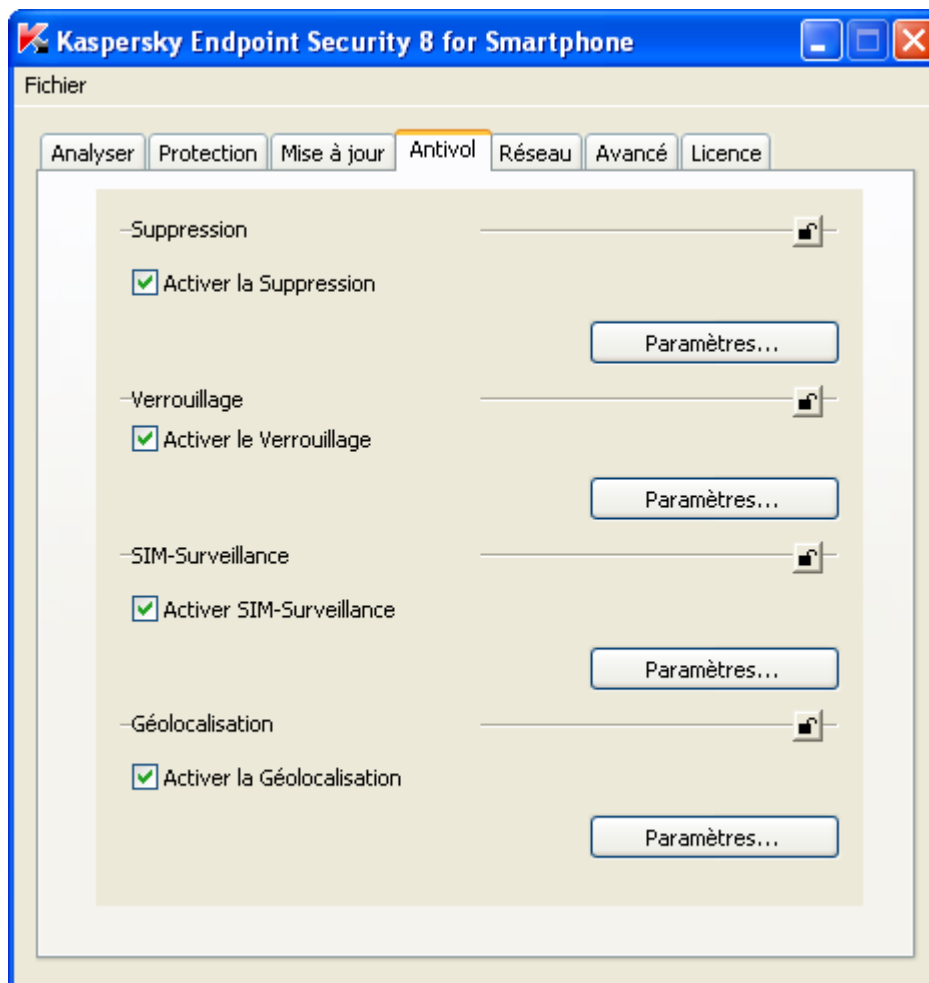 Kaspersky Endpoint Security 8 for Smartphone
Fichier
Analyser Protection Mise à jour Antivol Réseau Avancé Licence
Suppression
Activer la Suppression
Paramètres...
Verrouillage
Activer le Verrouillage
Paramètres...
SIM-Surveillance
Activer SIM-Surveillance
Paramètres...
Géolocalisation
Activer la Géolocalisation
Paramètres...